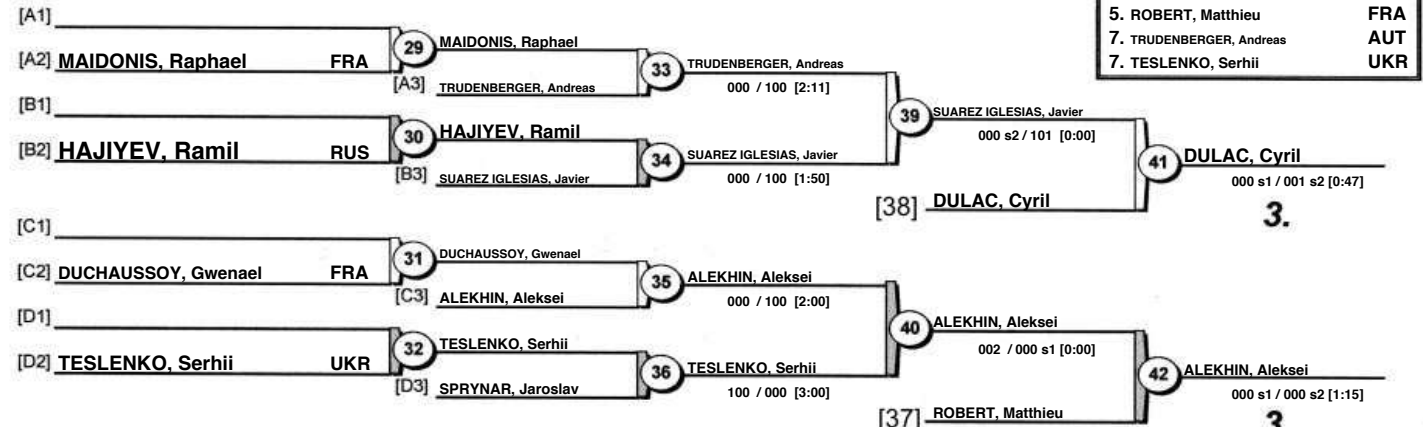 5. ROBERT, Matthieu FRA
7. TRUDENBERGER, Andreas AUT
7. TESLENKO, Serhii UKR
[A1]
[A2] MAIDONIS, Raphael FRA
29
MAIDONIS, Raphael
[A3] TRUDENBERGER, Andreas
33
TRUDENBERGER, Andreas
000 / 100 [2:11]
[B1]
[B2] HAJIYEV, Ramil RUS
30
HAJIYEV, Ramil
[B3] SUAREZ IGLESIAS, Javier
34
SUAREZ IGLESIAS, Javier
000 / 100 [1:50]
39
SUAREZ IGLESIAS, Javier
000 s2 / 101 [0:00]
[38] DULAC, Cyril
41
DULAC, Cyril
000 s1 / 001 s2 [0:47]
3.
[C1]
[C2] DUCHAUSSOY, Gwenael FRA
31
DUCHAUSSOY, Gwenael
[C3] ALEKHIN, Aleksei
35
ALEKHIN, Aleksei
000 / 100 [2:00]
[D1]
[D2] TESLENKO, Serhii UKR
32
TESLENKO, Serhii
[D3] SPRYNAR, Jaroslav
36
TESLENKO, Serhii
100 / 000 [3:00]
40
ALEKHIN, Aleksei
002 / 000 s1 [0:00]
[37] ROBERT, Matthieu
42
ALEKHIN, Aleksei
000 s1 / 000 s2 [1:15]
3.